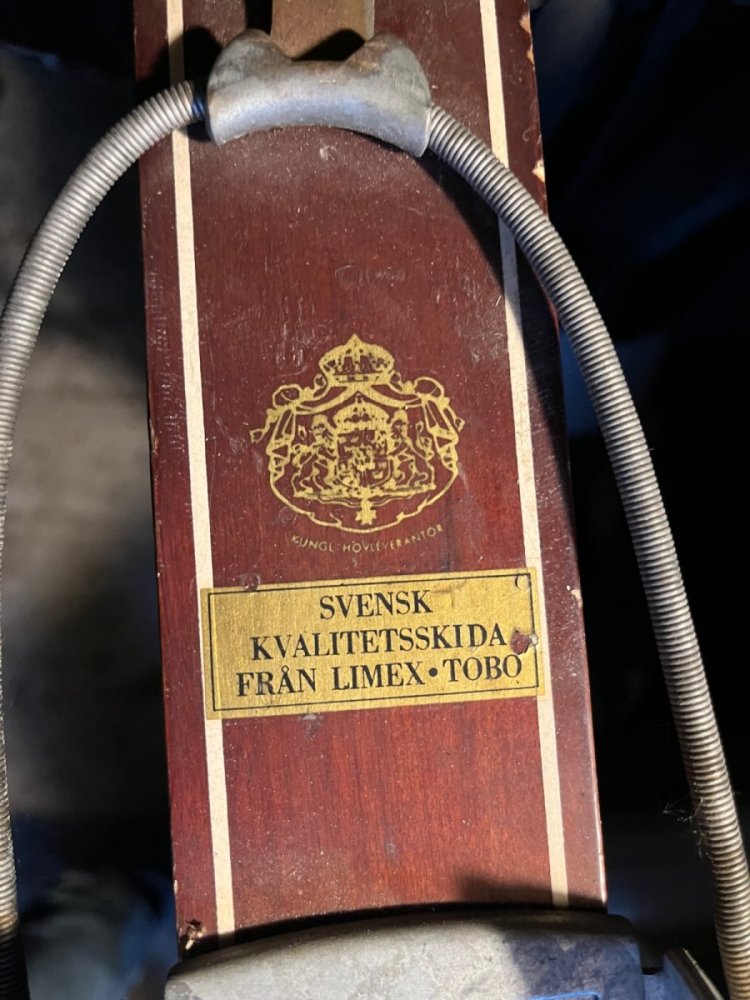 KUNGL. HOVLEVERANTÖR
SVENSK
KVALITETSSKIDA
FRÅN LIMEX • TOBO